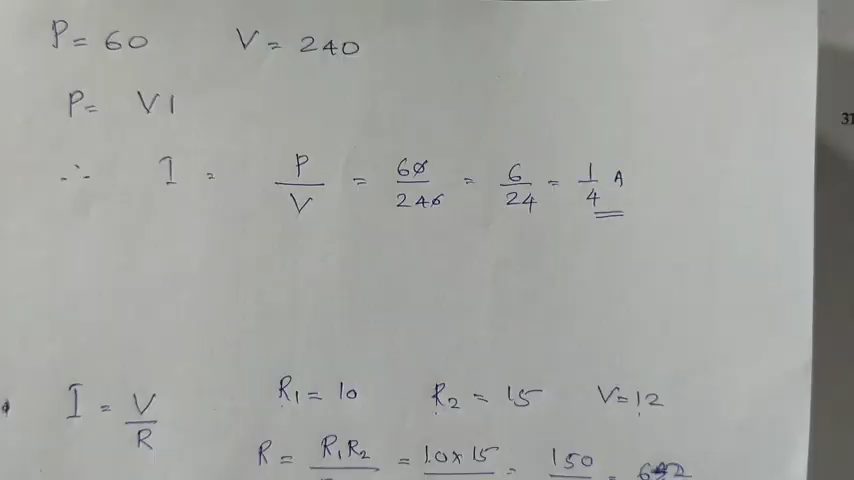 P = 60 V = 240
P = VI
∴ I = P/V = 60/240 = 6/24 = 1/4 A
31
I = V/R R1 = 10 R2 = 15 V = 12
R = R1R2 = 10×15 = 150 =